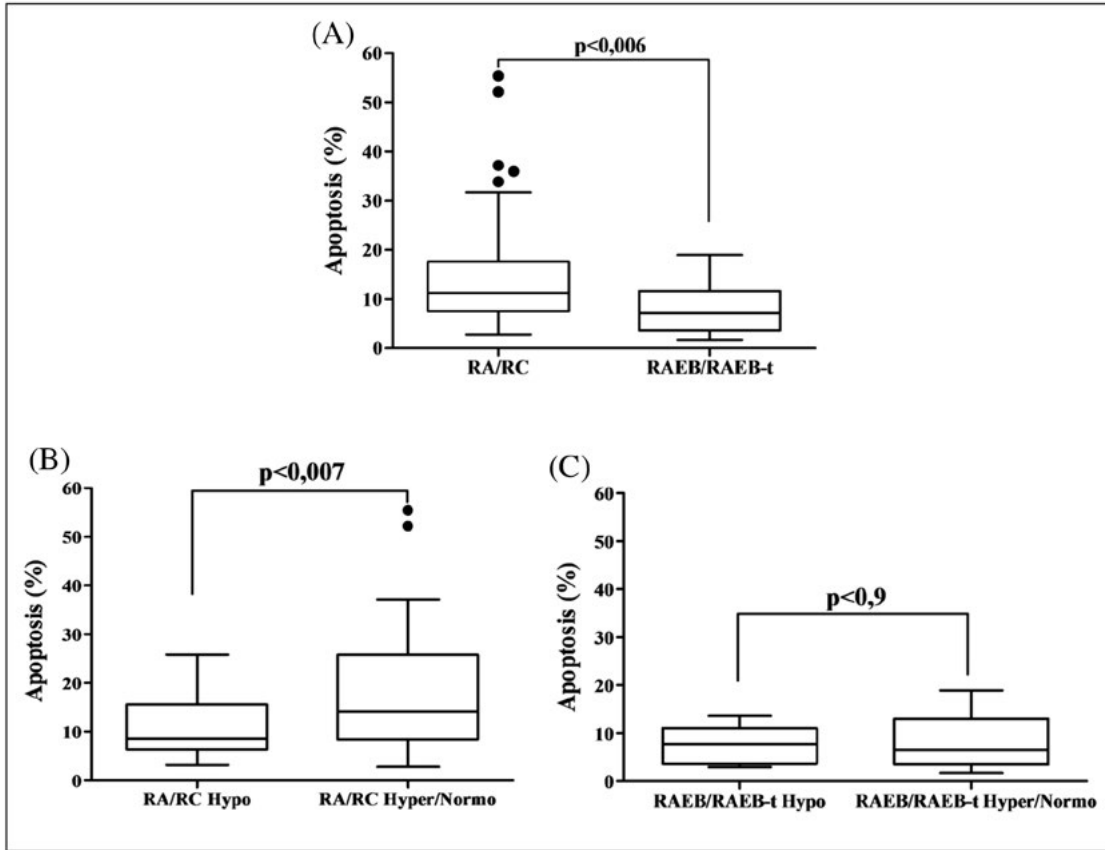 (A)
p<0,006
Apoptosis (%)
60
50
40
30
20
10
0
RA/RC
RAEB/RAEB-t
(B)
p<0,007
Apoptosis (%)
60
50
40
30
20
10
0
RA/RC Hypo
RA/RC Hyper/Normo
(C)
p<0,9
Apoptosis (%)
60
50
40
30
20
10
0
RAEB/RAEB-t Hypo
RAEB/RAEB-t Hyper/Normo